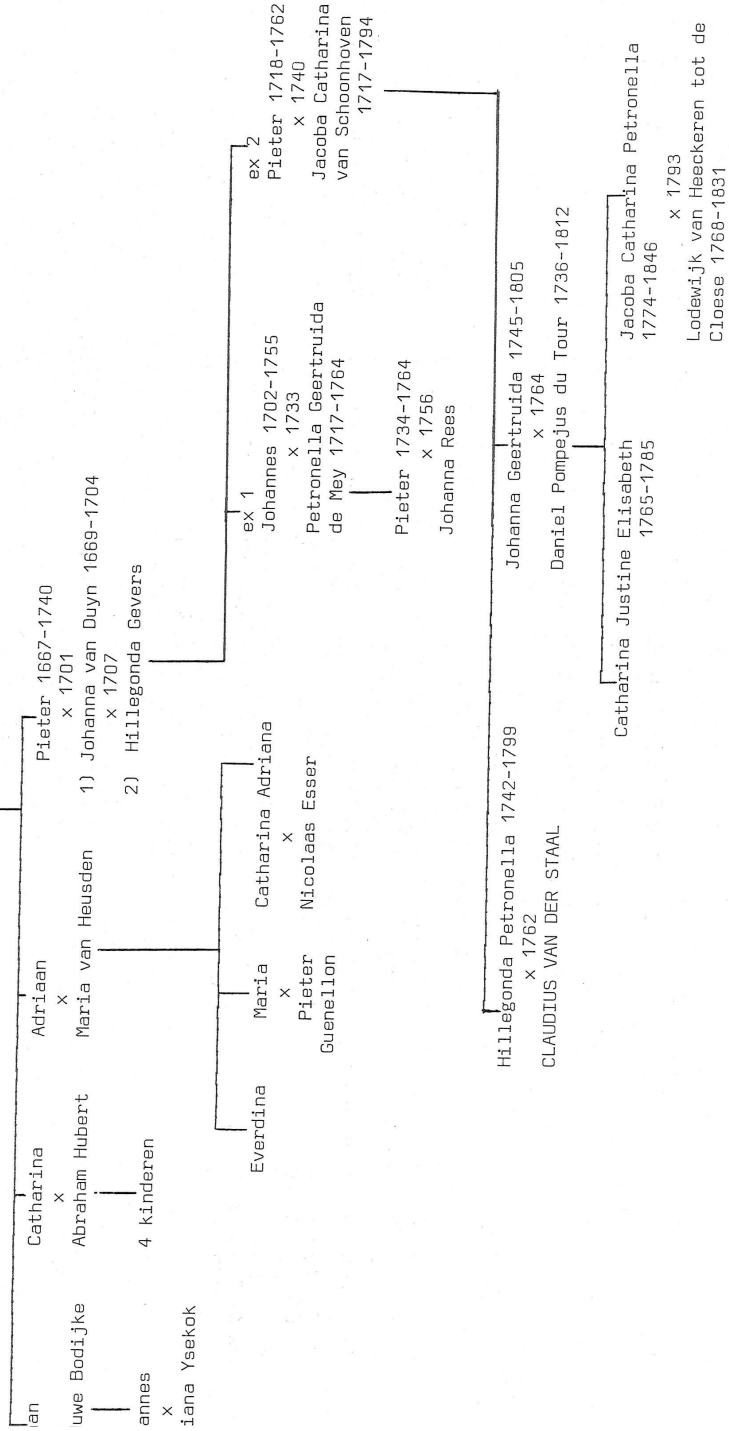 an
uwe Bodijke
annes
x
iana Ysekok
Catharina
x
Abraham Hubert
4 kinderen
Adriaan
x
Maria van Heusden
Everdina
Maria
x
Pieter
Guenellon
Catharina Adriana
x
Nicolaas Esser
Pieter 1667-1740
x 1701
1) Johanna van Duyn 1669-1704
x 1707
2) Hillegonda Gevers
ex 1
Johannes 1702-1755
x 1733
Petronella Geertruida
de Mey 1717-1764
Pieter 1734-1764
x 1756
Johanna Rees
ex 2
Pieter 1718-1762
x 1740
Jacoba Catharina
van Schoonhoven
1717-1794
Hillegonda Petronella 1742-1799
x 1762
CLAUDIUS VAN DER STAAL
Johanna Geertruida 1745-1805
x 1764
Daniel Pompejus du Tour 1736-1812
Catharina Justine Elisabeth
1765-1785
Jacoba Catharina Petronella
1774-1846
x 1793
Lodewijk van Heeckeren tot de
Cloese 1768-1831